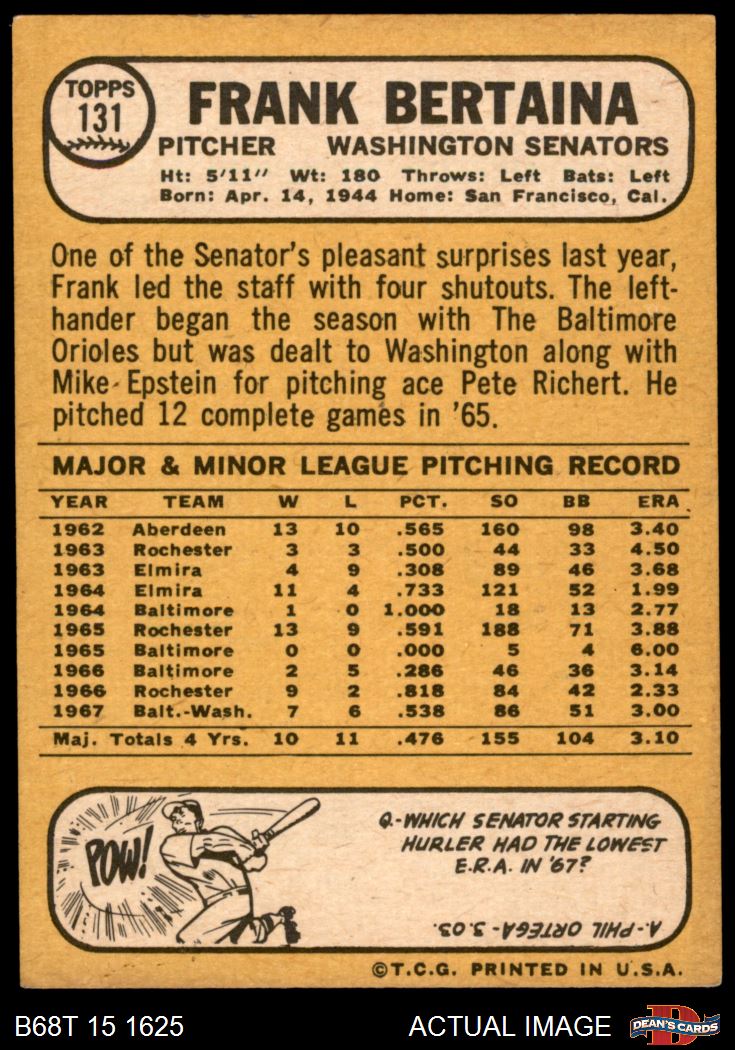 TOPPS
131
FRANK BERTAINA
PITCHER WASHINGTON SENATORS
Ht: 5'11" Wt: 180 Throws: Left Bats: Left
Born: Apr. 14, 1944 Home: San Francisco, Cal.
One of the Senator's pleasant surprises last year,
Frank led the staff with four shutouts. The left-
hander began the season with The Baltimore
Orioles but was dealt to Washington along with
Mike Epstein for pitching ace Pete Richert. He
pitched 12 complete games in '65.
MAJOR & MINOR LEAGUE PITCHING RECORD
YEAR TEAM W L PCT. SO BB ERA
1962 Aberdeen 13 10 .565 160 98 3.40
1963 Rochester 3 3 .500 44 33 4.50
1963 Elmira 4 9 .308 89 46 3.68
1964 Elmira 11 4 .733 121 52 1.99
1964 Baltimore 1 0 1.000 18 13 2.77
1965 Rochester 13 9 .591 188 71 3.88
1965 Baltimore 0 0 .000 5 4 6.00
1966 Baltimore 2 5 .286 46 36 3.14
1966 Rochester 9 2 .818 84 42 2.33
1967 Balt.-Wash. 7 6 .538 86 51 3.00
Maj. Totals 4 Yrs. 10 11 .476 155 104 3.10
POW!
Q.-WHICH SENATOR STARTING
HURLER HAD THE LOWEST
E.R.A. IN '67?
A.-PHIL ORTEGA-3.03.
©T.C.G. PRINTED IN U.S.A.
B68T 15 1625
ACTUAL IMAGE
D
DEAN'S CARDS